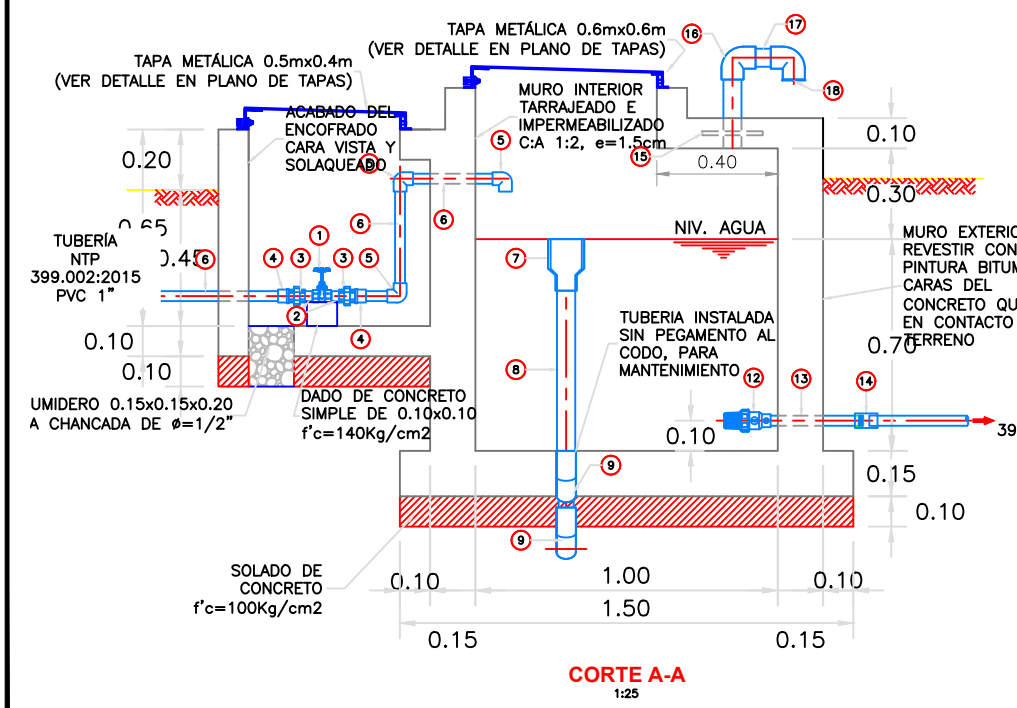 TAPA METÁLICA 0.6mx0.6m
(VER DETALLE EN PLANO DE TAPAS)
16
17
18
TAPA METÁLICA 0.5mx0.4m
(VER DETALLE EN PLANO DE TAPAS)
MURO INTERIOR
TARRAJEADO E
IMPERMEABILIZADO
C:A 1:2, e=1.5cm
ACABADO DEL
ENCOFRADO
CARA VISTA Y
SOLAQUEADO
0.20
5
5
15
0.40
0.10
0.30
6
6
0.65
0.45
TUBERÍA
NTP
399.002:2015
PVC 1"
6
4
3
1
3
5
2
4
7
NIV. AGUA
MURO EXTERIO
REVESTIR CON
PINTURA BITUM
CARAS DEL
CONCRETO QU
EN CONTACTO
TERRENO
0.70
0.10
0.10
TUBERIA INSTALADA
SIN PEGAMENTO AL
CODO, PARA
MANTENIMIENTO
8
12
13
14
UMIDERO 0.15x0.15x0.20
A CHANCADA DE ø=1/2"
DADO DE CONCRETO
SIMPLE DE 0.10x0.10
f'c=140Kg/cm2
0.10
39
9
9
0.15
0.10
SOLADO DE
CONCRETO
f'c=100Kg/cm2
0.10
1.00
0.10
1.50
0.15
0.15
CORTE A-A
1:25